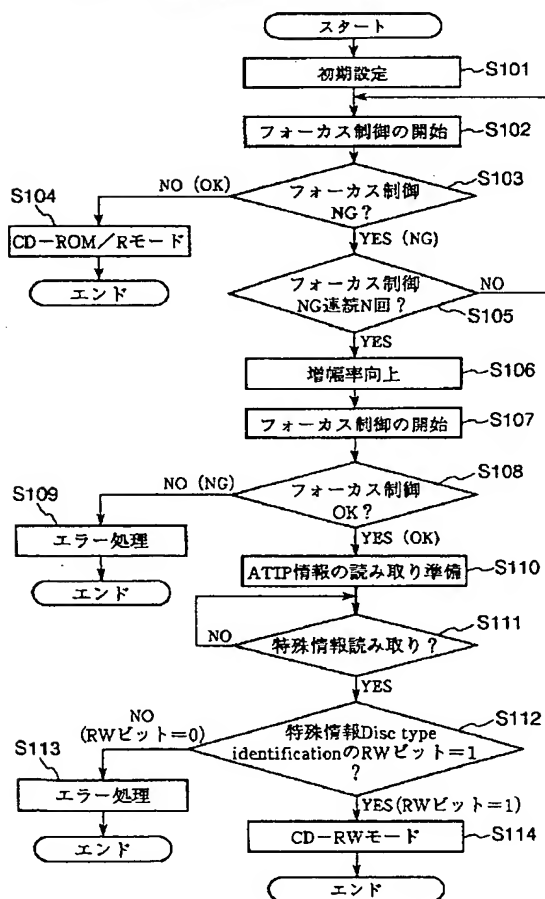 スタート
初期設定
S101
フォーカス制御の開始
S102
フォーカス制御
NG?
S103
NO (OK)
S104
CD-ROM/Rモード
エンド
YES (NG)
フォーカス制御
NG連続N回?
NO
S105
YES
増幅率向上
S106
フォーカス制御の開始
S107
フォーカス制御
OK?
S108
NO (NG)
S109
エラー処理
エンド
YES (OK)
ATIP情報の読み取り準備
S110
特殊情報読み取り?
S111
NO
YES
特殊情報Disc type
identificationのRWビット=1
?
S112
NO
(RWビット=0)
S113
エラー処理
エンド
YES(RWビット=1)
CD-RWモード
S114
エンド